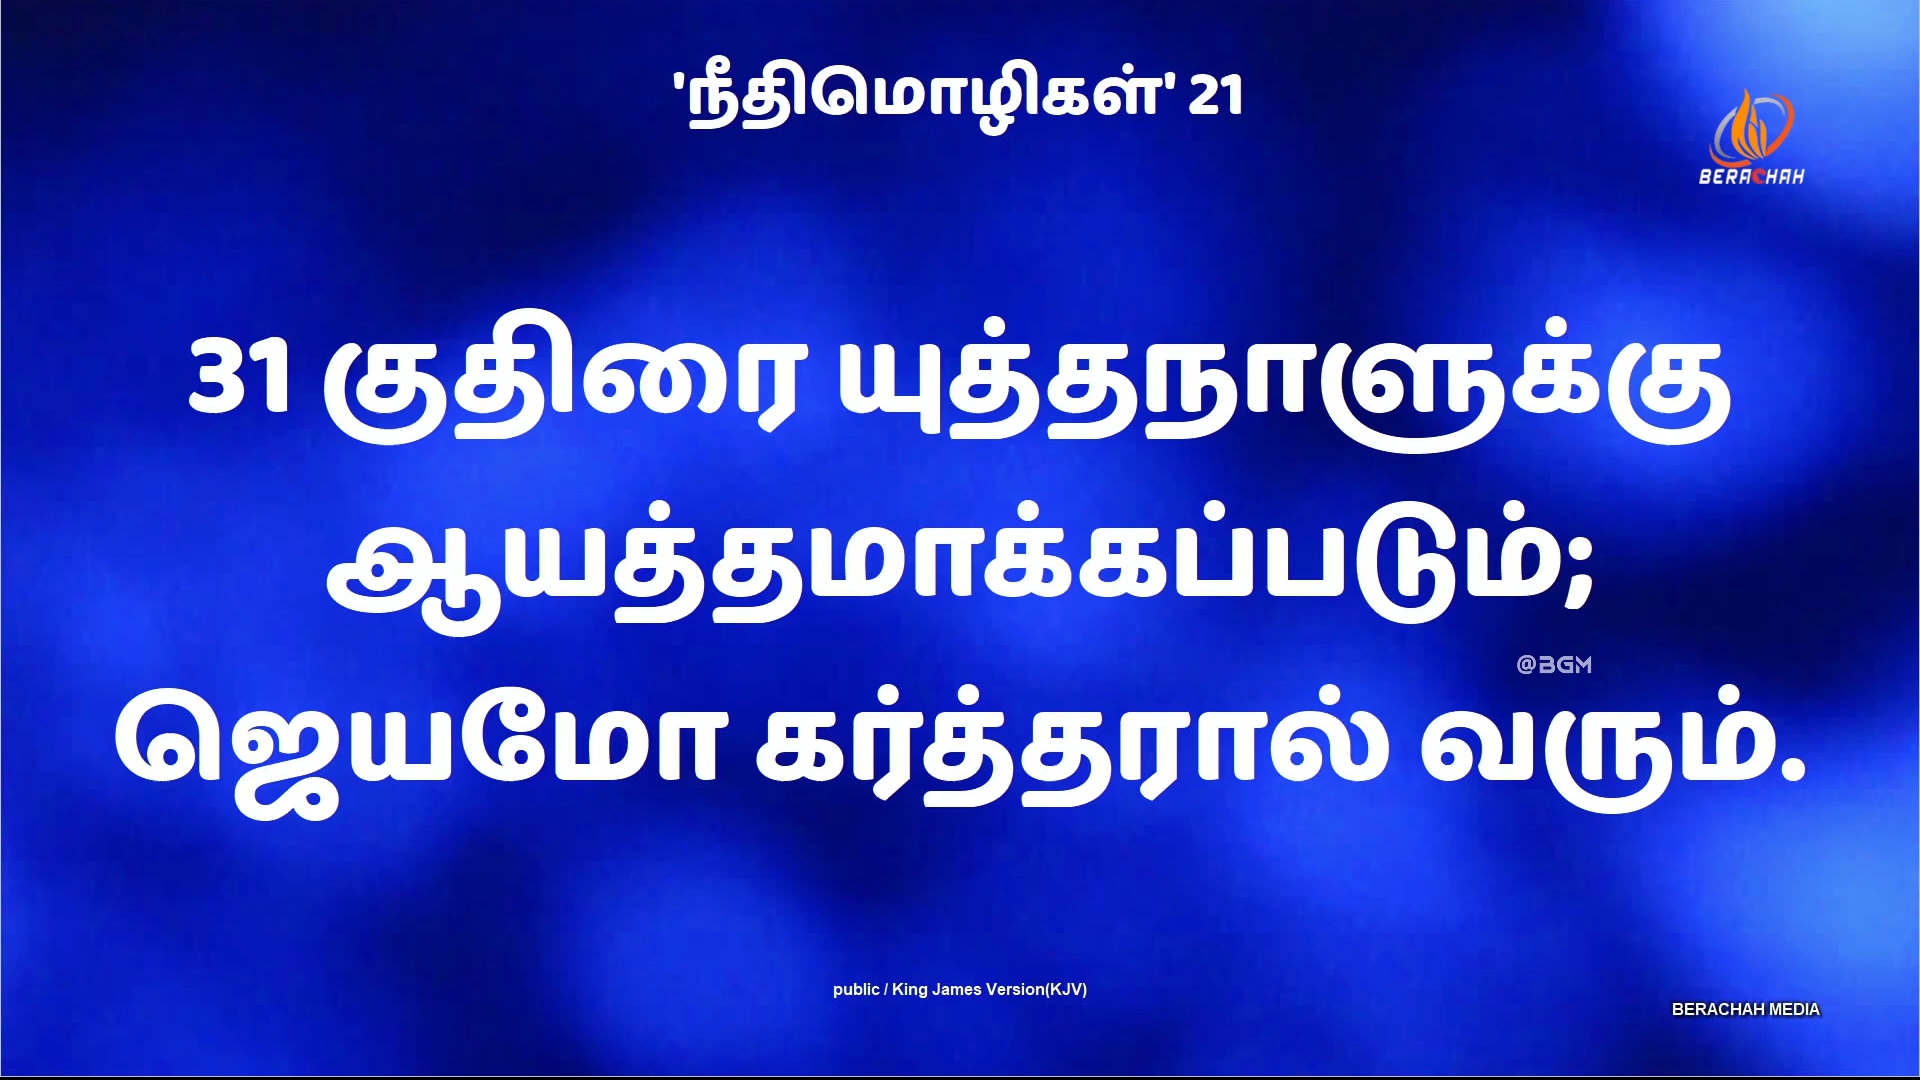 'நீதிமொழிகள்' 21
BERACHAH
31 குதிரை யுத்தநாளுக்கு
ஆயத்தமாக்கப்படும்;
@BGM
ஜெயமோ கர்த்தரால் வரும்.
public / King James Version(KJV)
BERACHAH MEDIA